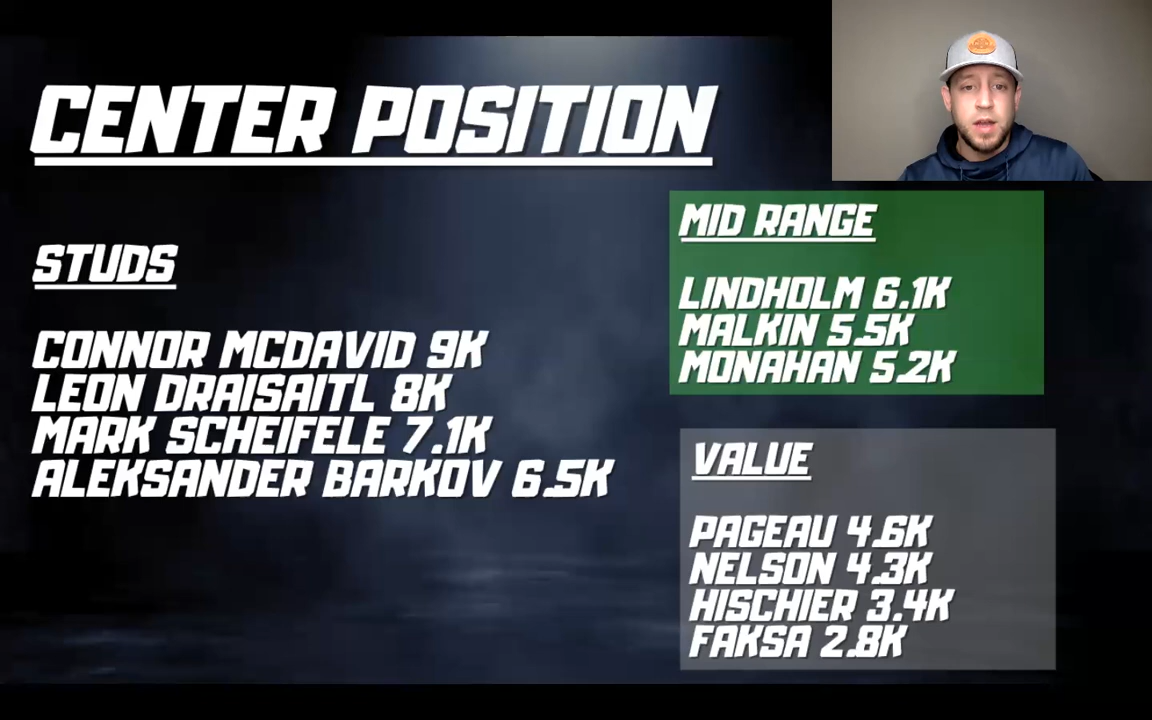 CENTER POSITION
STUDS
CONNOR MCDAVID 9K
LEON DRAISAITL 8K
MARK SCHEIFELE 7.1K
ALEKSANDER BARKOV 6.5K
MID RANGE
LINDHOLM 6.1K
MALKIN 5.5K
MONAHAN 5.2K
VALUE
PAGEAU 4.6K
NELSON 4.3K
HISCHIER 3.4K
FAKSA 2.8K